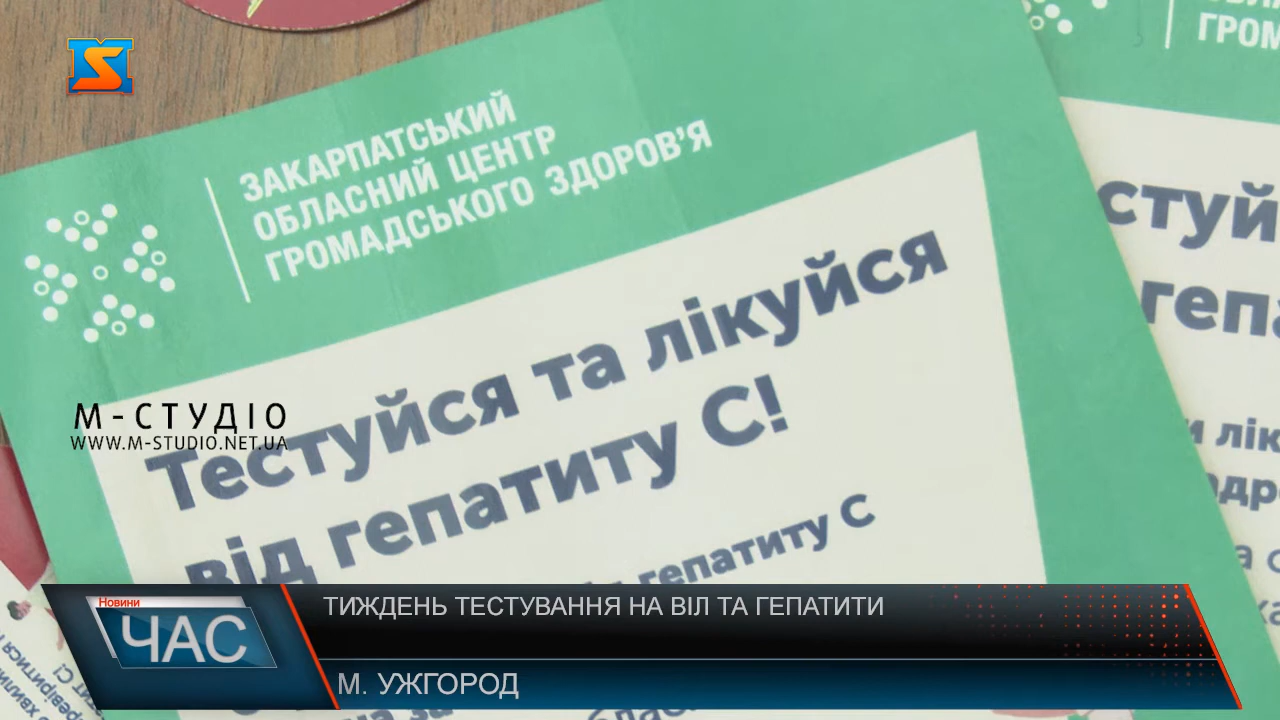 ЗАКАРПАТСЬКИЙ
ОБЛАСНИЙ ЦЕНТР
ГРОМАДСЬКОГО ЗДОРОВ'Я
Тестуйся та лікуйся
від гепатиту С!
гепатиту С
М-СТУДІО
WWW.M-STUDIO.NET.UA
Новини
ЧАС
ТИЖДЕНЬ ТЕСТУВАННЯ НА ВІЛ ТА ГЕПАТИТИ
М. УЖГОРОД